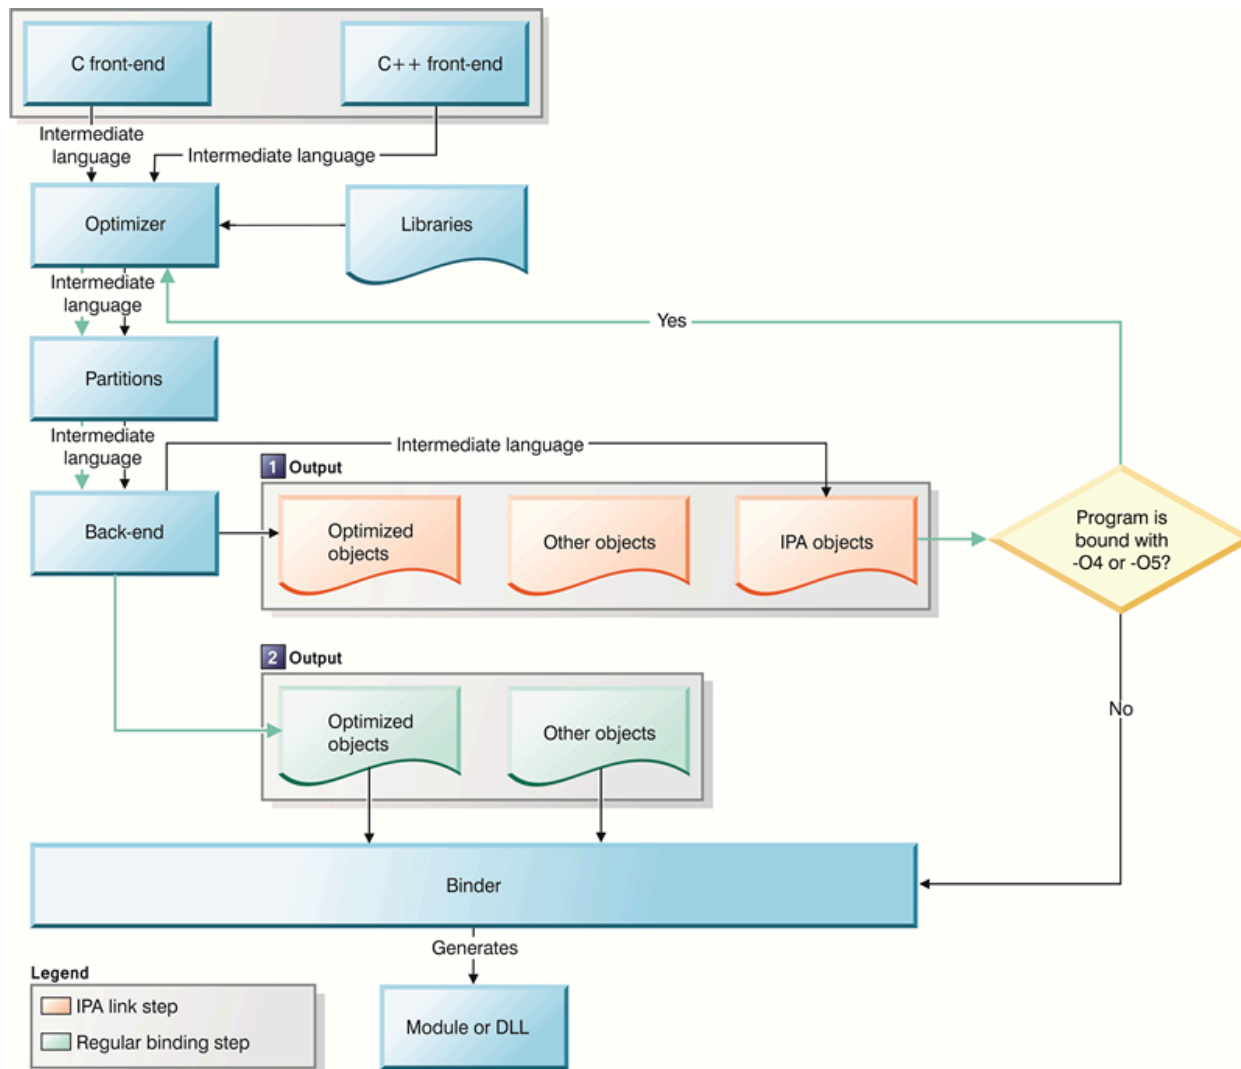 C front-end
C++ front-end
Intermediate
language
Intermediate language
Optimizer
Libraries
Intermediate
language
Yes
Partitions
Intermediate
language
Intermediate language
1 Output
Back-end
Optimized
objects
Other objects
IPA objects
Program is
bound with
-O4 or -O5?
2 Output
Optimized
objects
Other objects
No
Binder
Generates
Legend
IPA link step
Regular binding step
Module or DLL